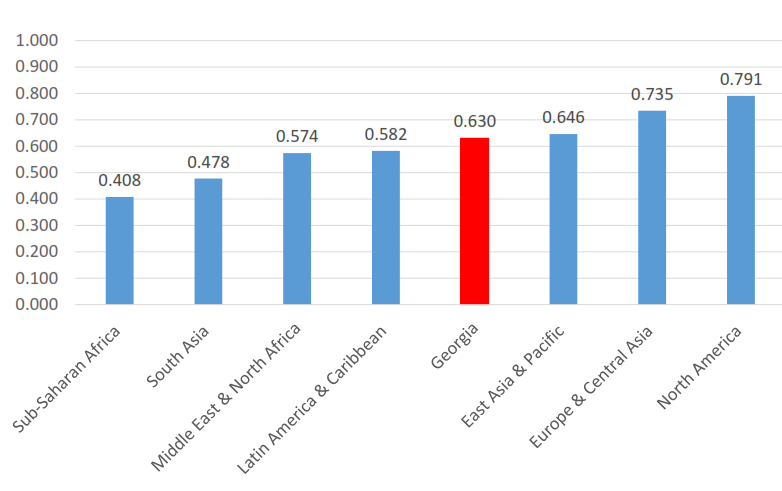 1.000
0.900
0.800
0.700
0.600
0.500
0.400
0.300
0.200
0.100
0.000
0.408
0.478
0.574
0.582
0.630
0.646
0.735
0.791
Sub-Saharan Africa
South Asia
Middle East & North Africa
Latin America & Caribbean
Georgia
East Asia & Pacific
Europe & Central Asia
North America